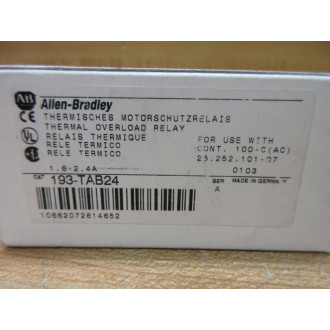 AB
Allen-Bradley
CE
THERMISCHES MOTORSCHUTZRELAIS
THERMAL OVERLOAD RELAY
RELAIS THERMIQUE
RELE TERMICO
RELE TERMICO
1.6-2.4A
FOR USE WITH
CONT. 100-C(AC)
25.252.101-07
0103
CAT 193-TAB24
SER
A
MADE IN GERMANY
10662072614652